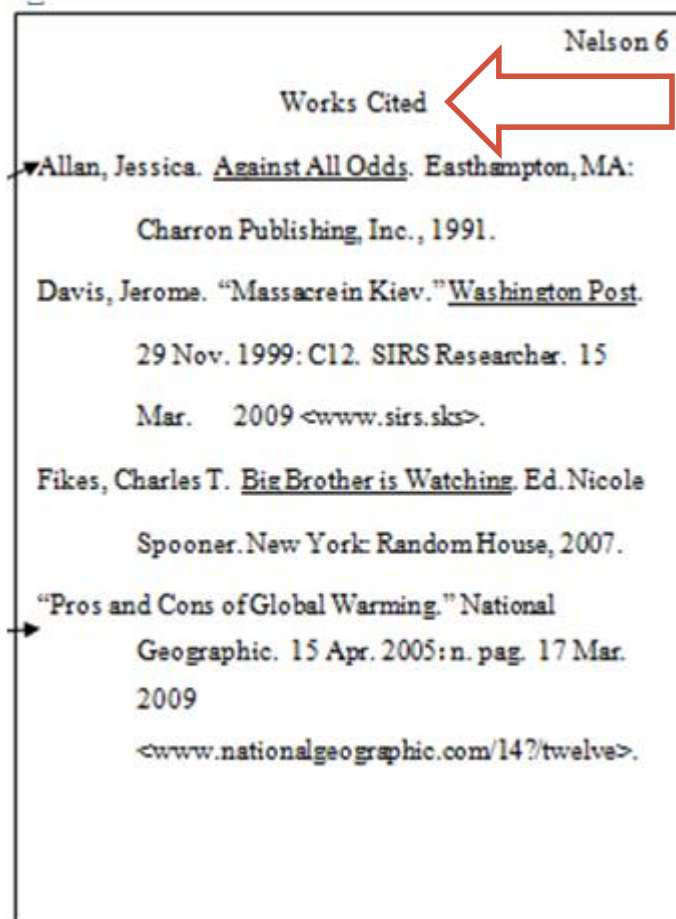 Nelson 6
Works Cited
Allan, Jessica. Against All Odds. Easthampton, MA:
Charron Publishing, Inc., 1991.
Davis, Jerome. “Massacre in Kiev.” Washington Post.
29 Nov. 1999: C12. SIRS Researcher. 15
Mar. 2009 <www.sirs.sks>.
Fikes, Charles T. Big Brother is Watching. Ed. Nicole
Spooner. New York: Random House, 2007.
“Pros and Cons of Global Warming.” National
Geographic. 15 Apr. 2005: n. pag. 17 Mar.
2009
<www.nationalgeographic.com/14?/twelve>.